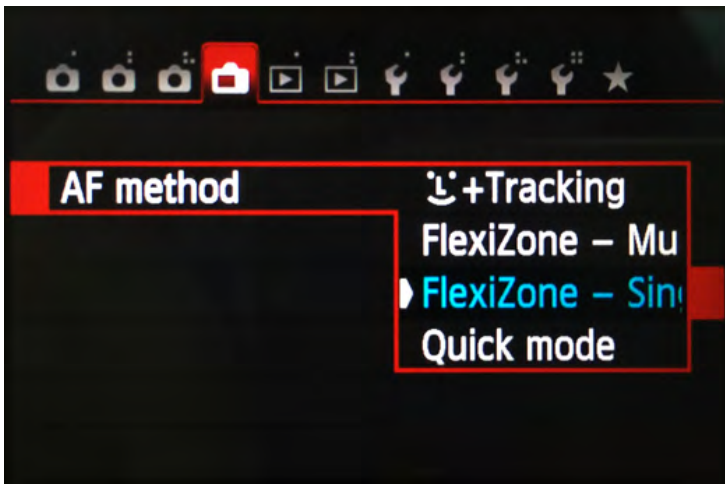 AF method
+Tracking
FlexiZone – Mu
FlexiZone – Sin
Quick mode